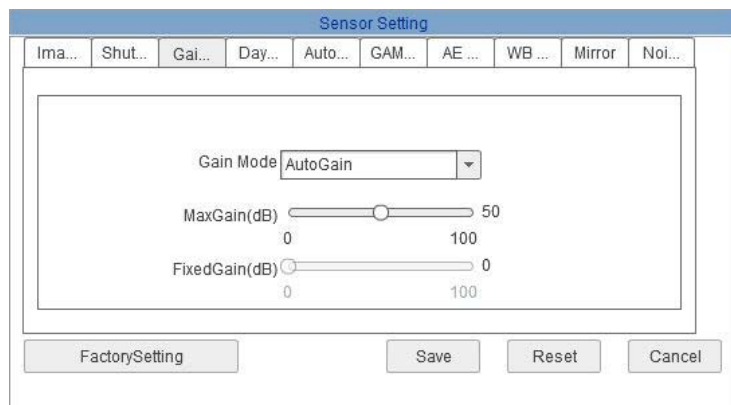 Sensor Setting
Ima... Shut... Gai... Day... Auto... GAM... AE ... WB ... Mirror Noi...
Gain Mode AutoGain
MaxGain(dB) 50
0 100
FixedGain(dB) 0
0 100
FactorySetting Save Reset Cancel